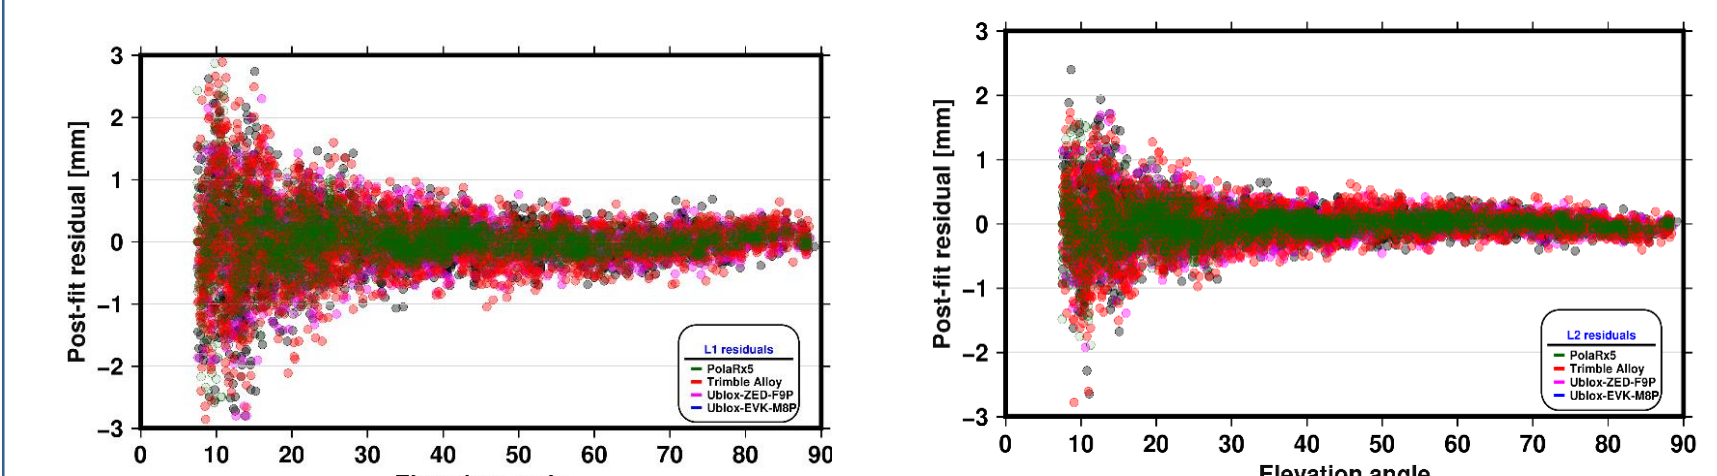 3
2
1
0
−1
−2
−3
Post-fit residual [mm]
0 10 20 30 40 50 60 70 80 90
L1 residuals
PolaRx5
Trimble Alloy
Ublox-ZED-F9P
Ublox-EVK-M8P
3
2
1
0
−1
−2
−3
Post-fit residual [mm]
0 10 20 30 40 50 60 70 80 90
Elevation angle
L2 residuals
PolaRx5
Trimble Alloy
Ublox-ZED-F9P
Ublox-EVK-M8P